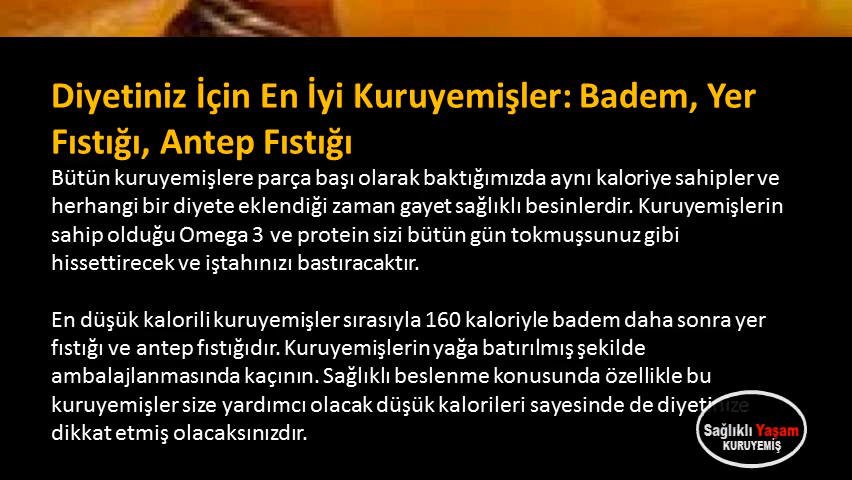 Diyetiniz İçin En İyi Kuruyemişler: Badem, Yer
Fıstığı, Antep Fıstığı
Bütün kuruyemişlere parça başı olarak baktığımızda aynı kaloriye sahipler ve
herhangi bir diyete eklendiği zaman gayet sağlıklı besinlerdir. Kuruyemişlerin
sahip olduğu Omega 3 ve protein sizi bütün gün tokmuşsunuz gibi
hissettirecek ve iştahınızı bastıracaktır.
En düşük kalorili kuruyemişler sırasıyla 160 kaloriyle badem daha sonra yer
fıstığı ve antep fıstığıdır. Kuruyemişlerin yağa batırılmış şekilde
ambalajlanmasında kaçının. Sağlıklı beslenme konusunda özellikle bu
kuruyemişler size yardımcı olacak düşük kalorileri sayesinde de diyetinize
dikkat etmiş olacaksınızdır.
Sağlıklı Yaşam
KURUYEMİŞ